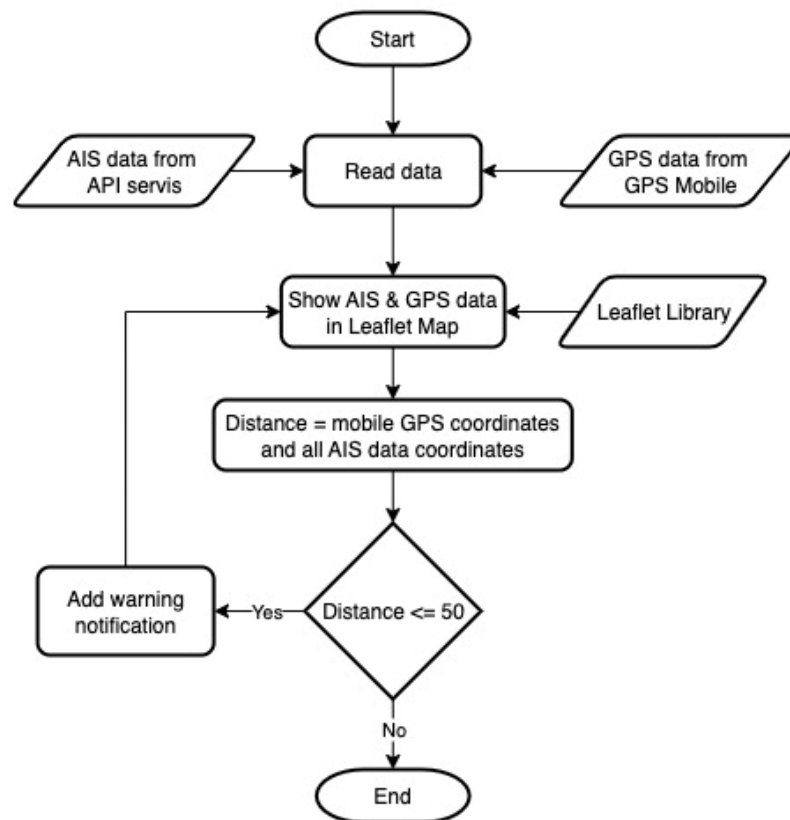 Start
AIS data from
API servis
Read data
GPS data from
GPS Mobile
Show AIS & GPS data
in Leaflet Map
Leaflet Library
Distance = mobile GPS coordinates
and all AIS data coordinates
Add warning
notification
Yes
Distance <= 50
No
End